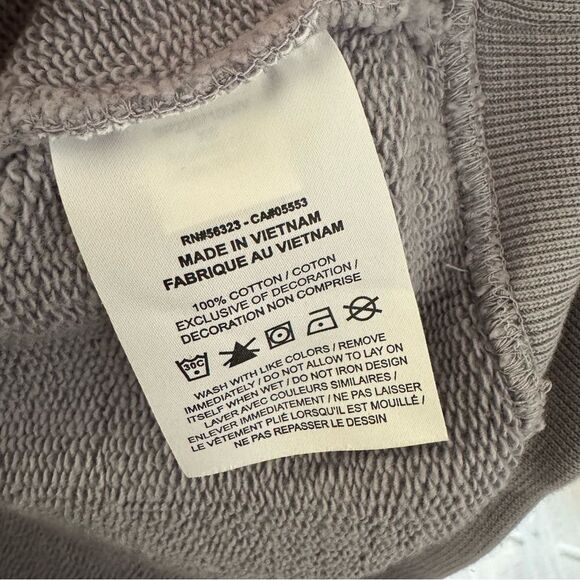 RN#56323 - CA#05553
MADE IN VIETNAM
FABRIQUE AU VIETNAM
100% COTTON / COTON
EXCLUSIVE OF DECORATION /
DECORATION NON COMPRISE
30C
WASH WITH LIKE COLORS / REMOVE
IMMEDIATELY / DO NOT ALLOW TO LAY ON
ITSELF WHEN WET / DO NOT IRON DESIGN
LAVER AVEC COULEURS SIMILAIRES /
ENLEVER IMMEDIATEMENT / NE PAS LAISSER
LE VÊTEMENT PLIÉ LORSQU'IL EST MOUILLÉ /
NE PAS REPASSER LE DESSIN